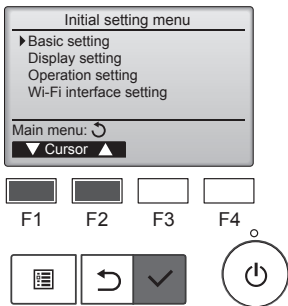 Initial setting menu
Basic setting
Display setting
Operation setting
Wi-Fi interface setting
Main menu:
Cursor
F1 F2 F3 F4